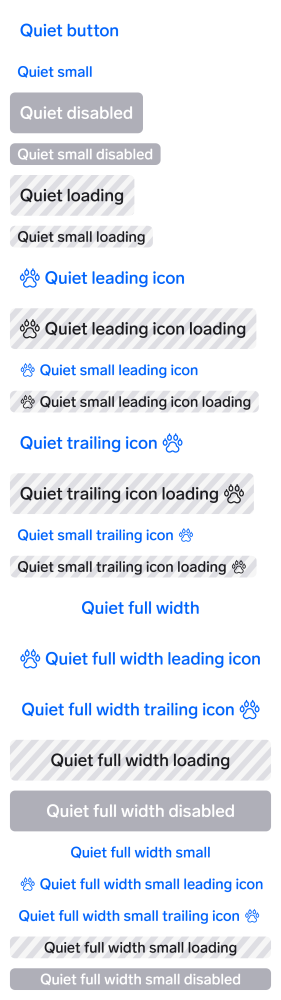 Quiet button
Quiet small
Quiet disabled
Quiet small disabled
Quiet loading
Quiet small loading
Quiet leading icon
Quiet leading icon loading
Quiet small leading icon
Quiet small leading icon loading
Quiet trailing icon
Quiet trailing icon loading
Quiet small trailing icon
Quiet small trailing icon loading
Quiet full width
Quiet full width leading icon
Quiet full width trailing icon
Quiet full width loading
Quiet full width disabled
Quiet full width small
Quiet full width small leading icon
Quiet full width small trailing icon
Quiet full width small loading
Quiet full width small disabled